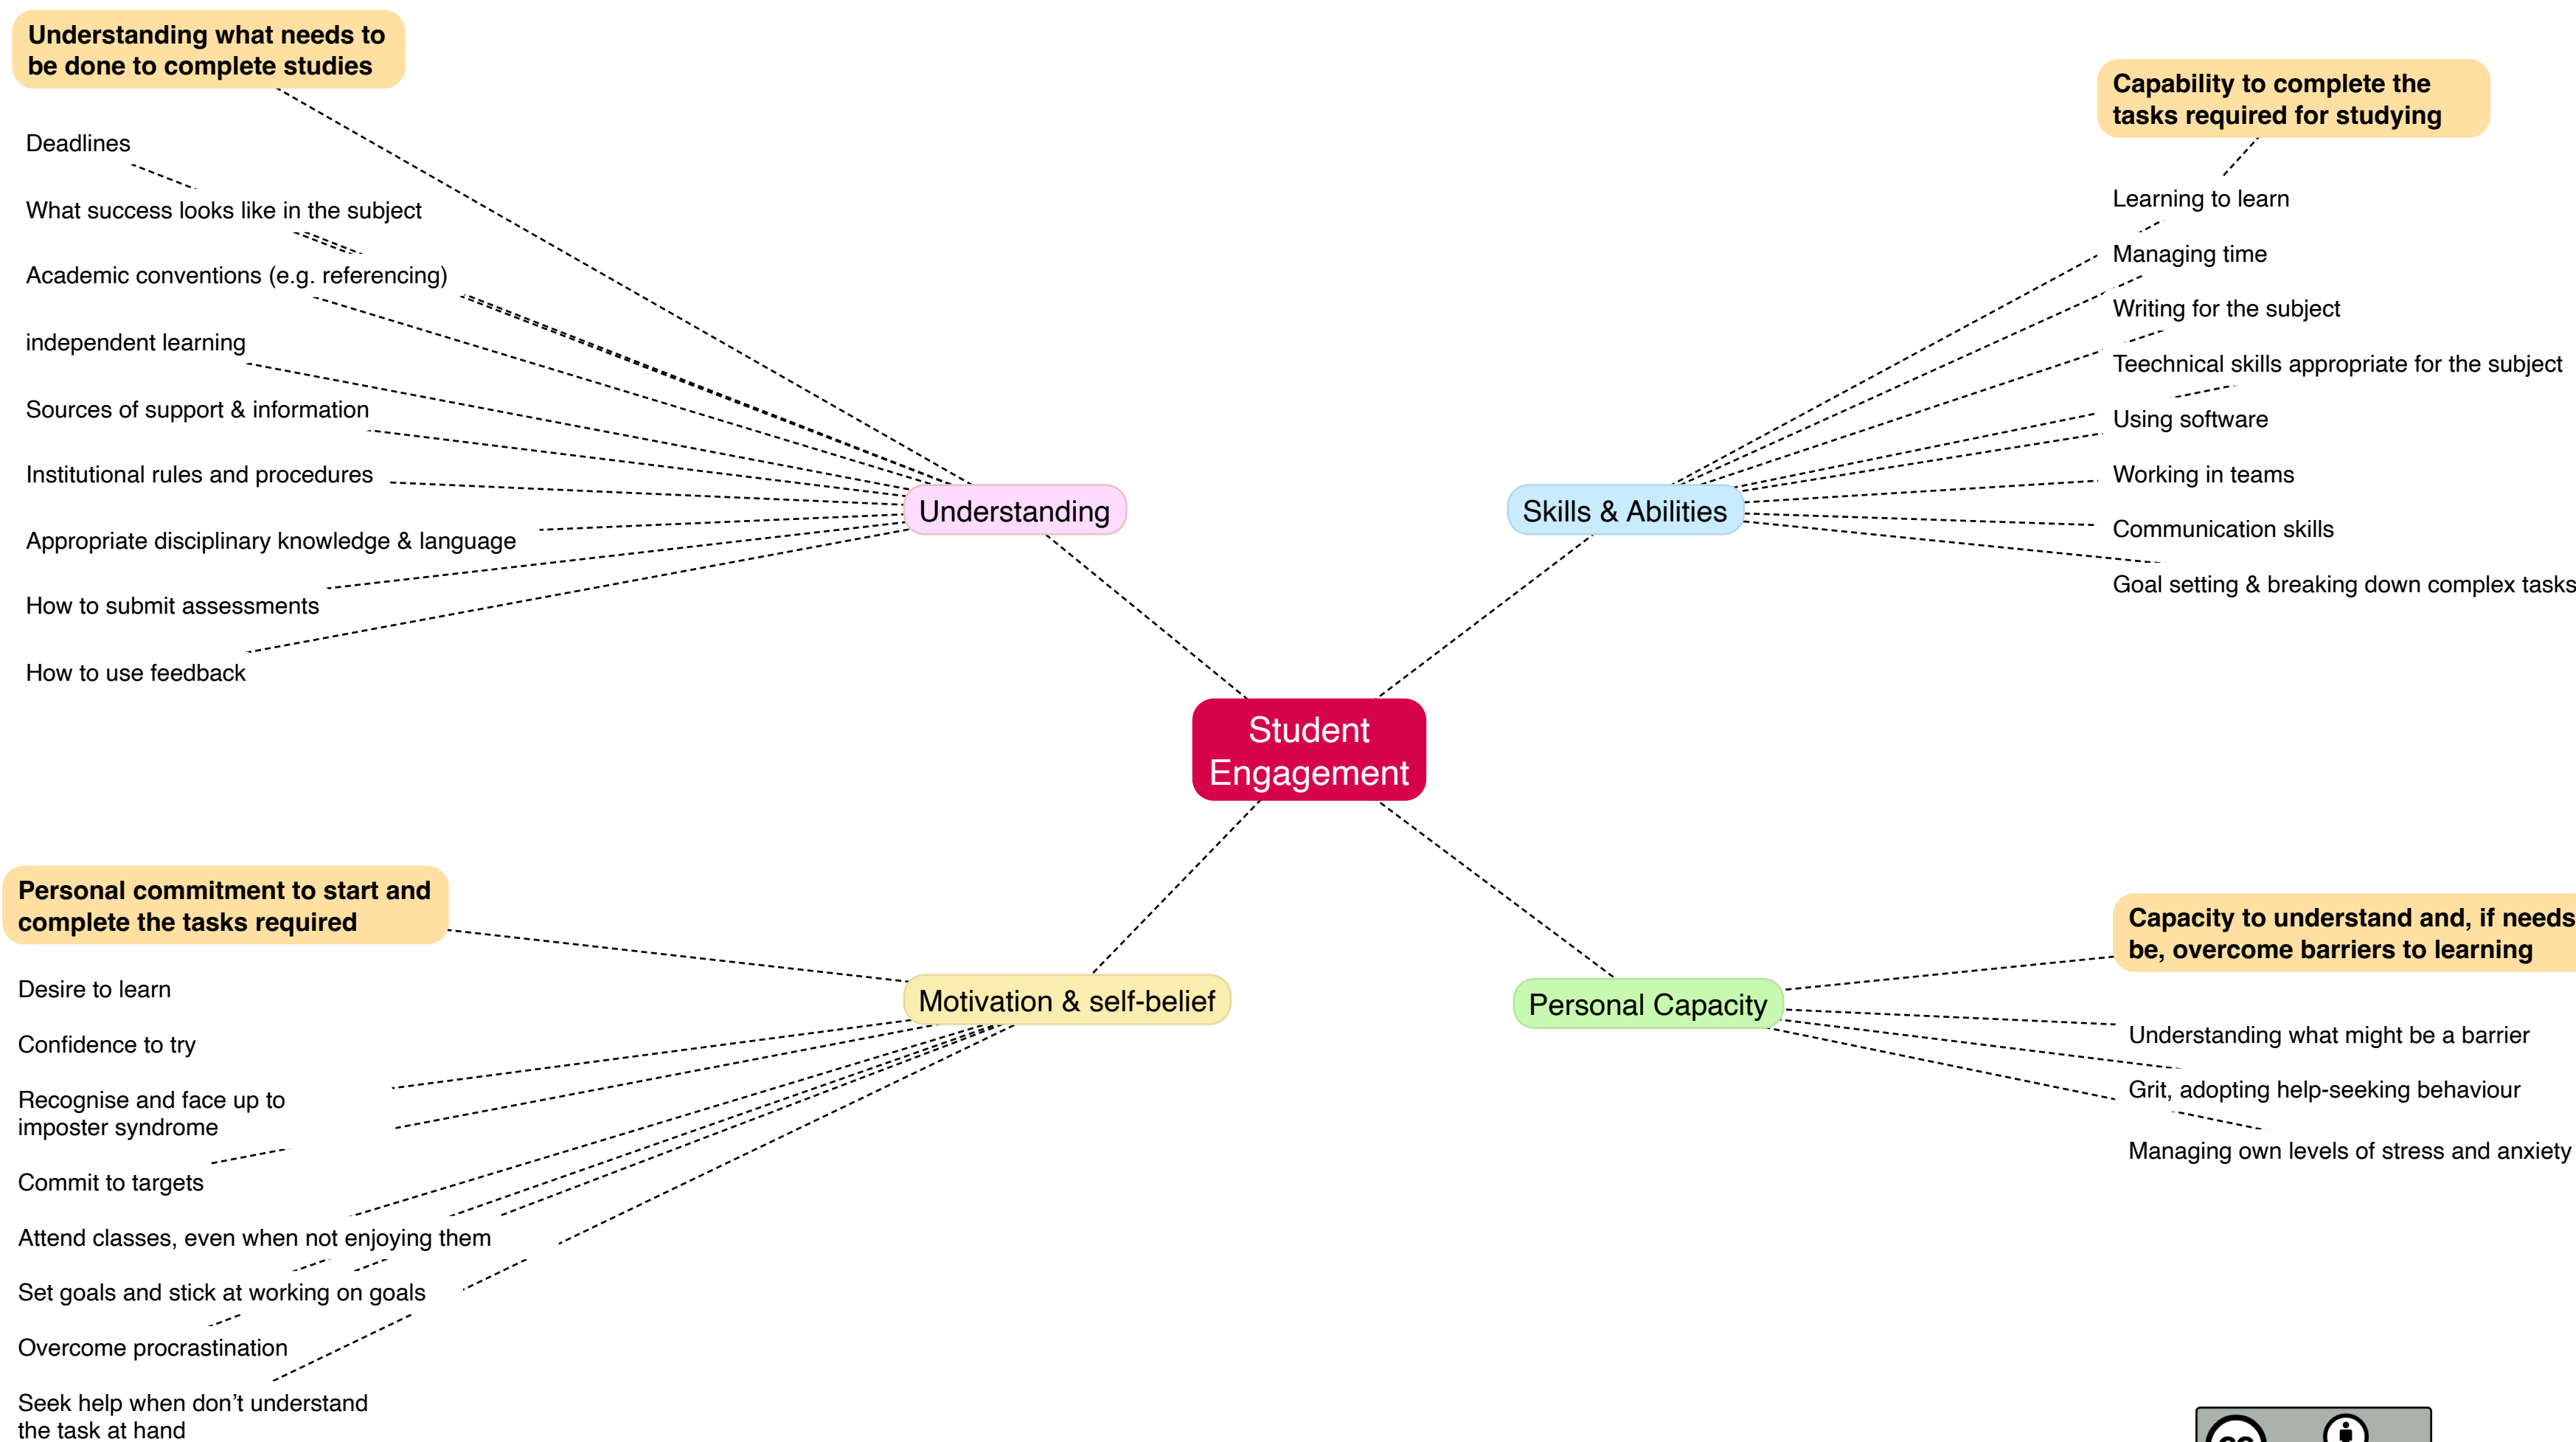 Understanding what needs to
be done to complete studies
Deadlines
What success looks like in the subject
Academic conventions (e.g. referencing)
independent learning
Sources of support & information
Institutional rules and procedures
Appropriate disciplinary knowledge & language
How to submit assessments
How to use feedback
Understanding
Capability to complete the
tasks required for studying
Learning to learn
Managing time
Writing for the subject
Teechnical skills appropriate for the subject
Using software
Working in teams
Communication skills
Goal setting & breaking down complex tasks
Skills & Abilities
Student
Engagement
Personal commitment to start and
complete the tasks required
Desire to learn
Confidence to try
Recognise and face up to
imposter syndrome
Commit to targets
Attend classes, even when not enjoying them
Set goals and stick at working on goals
Overcome procrastination
Seek help when don’t understand
the task at hand
Motivation & self-belief
Personal Capacity
Capacity to understand and, if needs
be, overcome barriers to learning
Understanding what might be a barrier
Grit, adopting help-seeking behaviour
Managing own levels of stress and anxiety